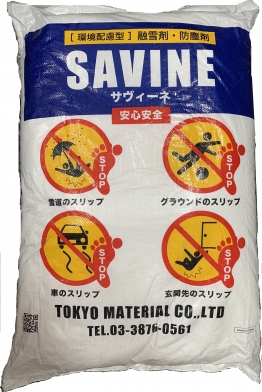 ［環境配慮型］融雪剤・防塵剤
SAVINE
サヴィーネ
安心安全
STOP
STOP
雪道のスリップ
グラウンドのスリップ
STOP
STOP
車のスリップ
玄関先のスリップ
TOKYO MATERIAL CO.,LTD
TEL.03-3876-0561